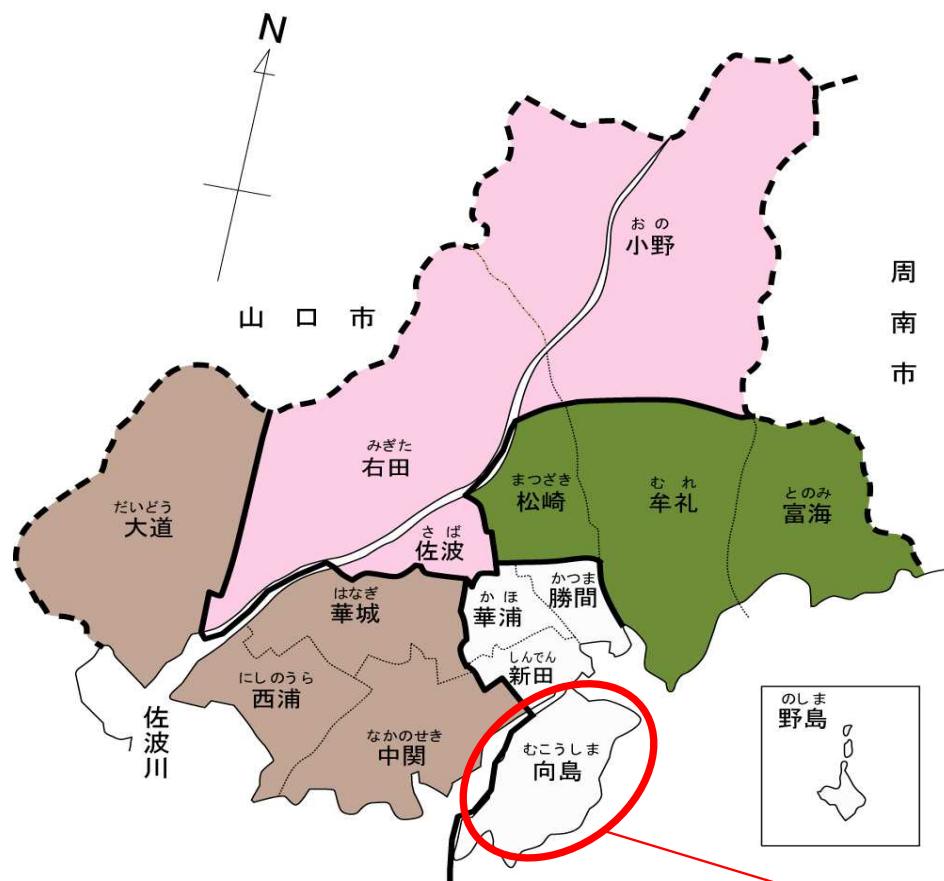 N
おの
小野
周南市
山口市
みぎた
右田
まつざき
松崎
むれ
牟礼
とのみ
富海
だいどう
大道
さば
佐波
はなぎ
華城
かほ
華浦
かつま
勝間
しんでん
新田
にしのうら
西浦
なかのせき
中関
佐波川
むこうしま
向島
のしま
野島